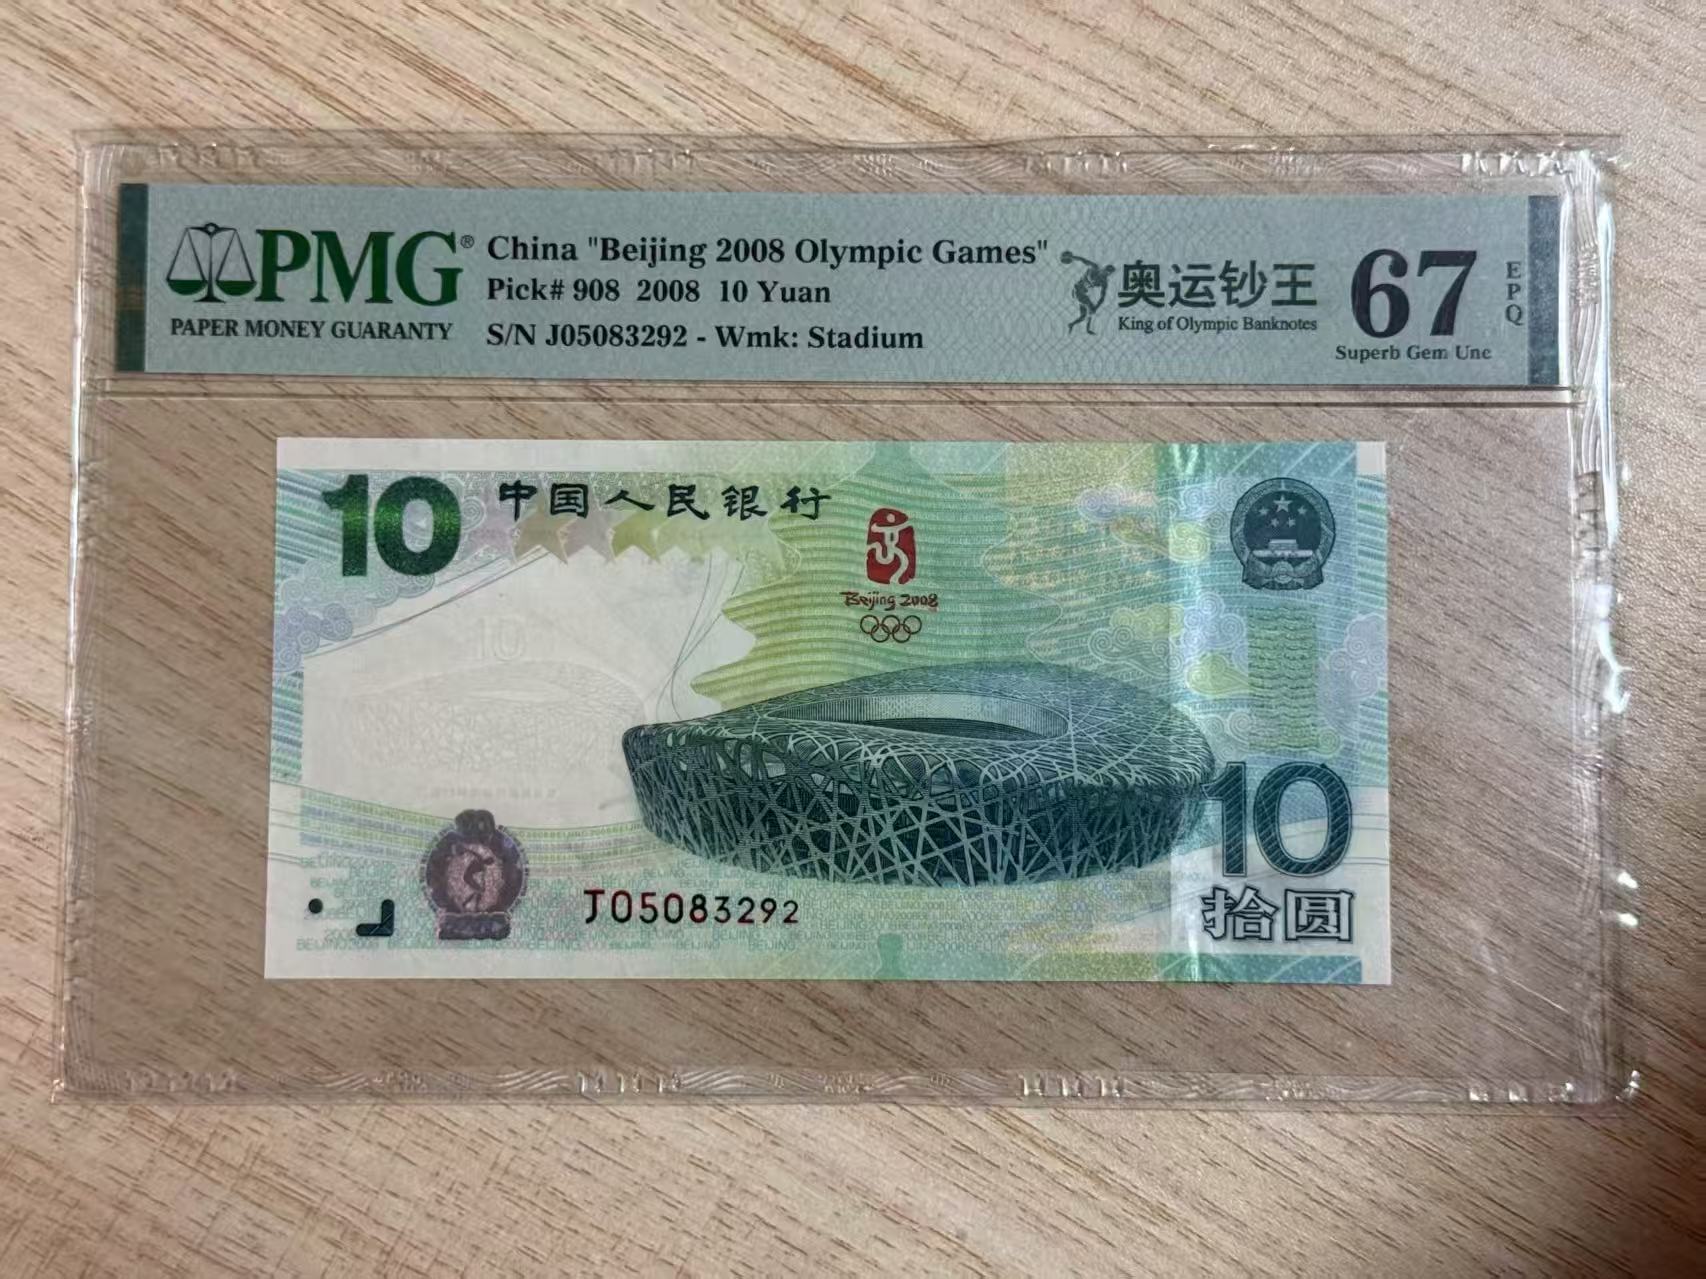 PMG®
PAPER MONEY GUARANTY
China "Beijing 2008 Olympic Games"
Pick# 908 2008 10 Yuan
S/N J05083292 - Wmk: Stadium
奥运钞王
King of Olympic Banknotes
67
EPQ
Superb Gem Unc
10
中国人民银行
Beijing 2008
10
J05083292
10
拾圆